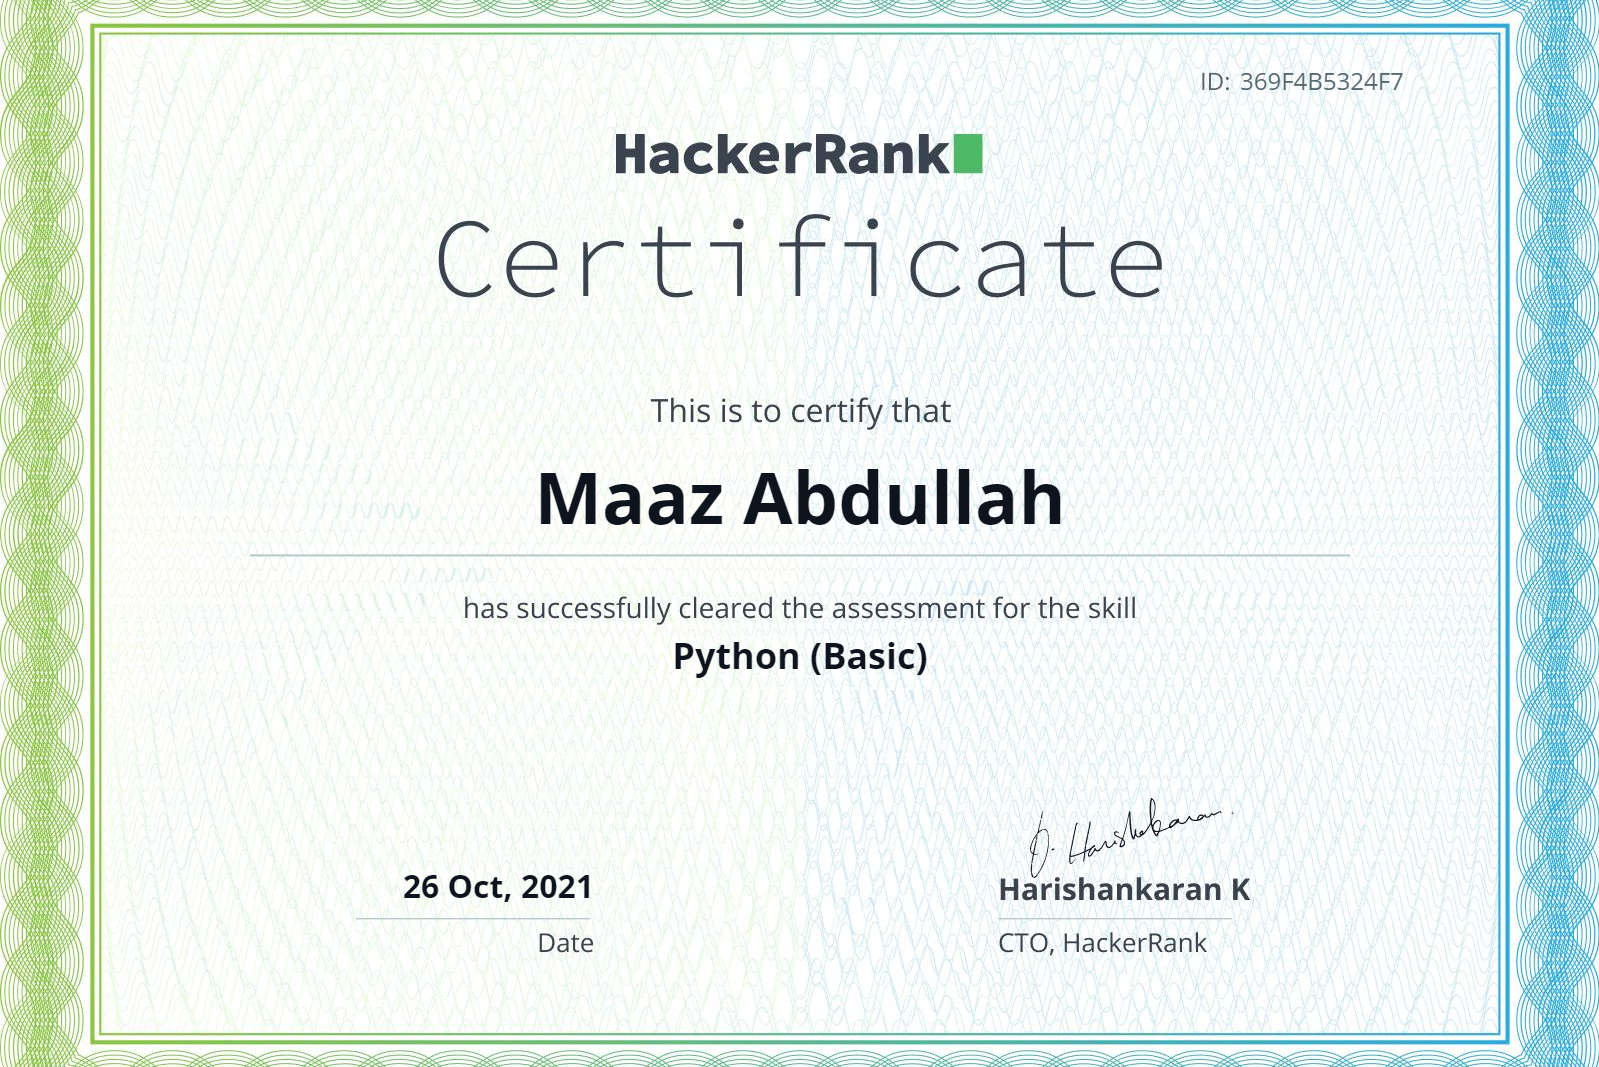 ID: 369F4B5324F7
HackerRank
Certificate
This is to certify that
Maaz Abdullah
has successfully cleared the assessment for the skill
Python (Basic)
26 Oct, 2021
Date
Harishankaran K
CTO, HackerRank